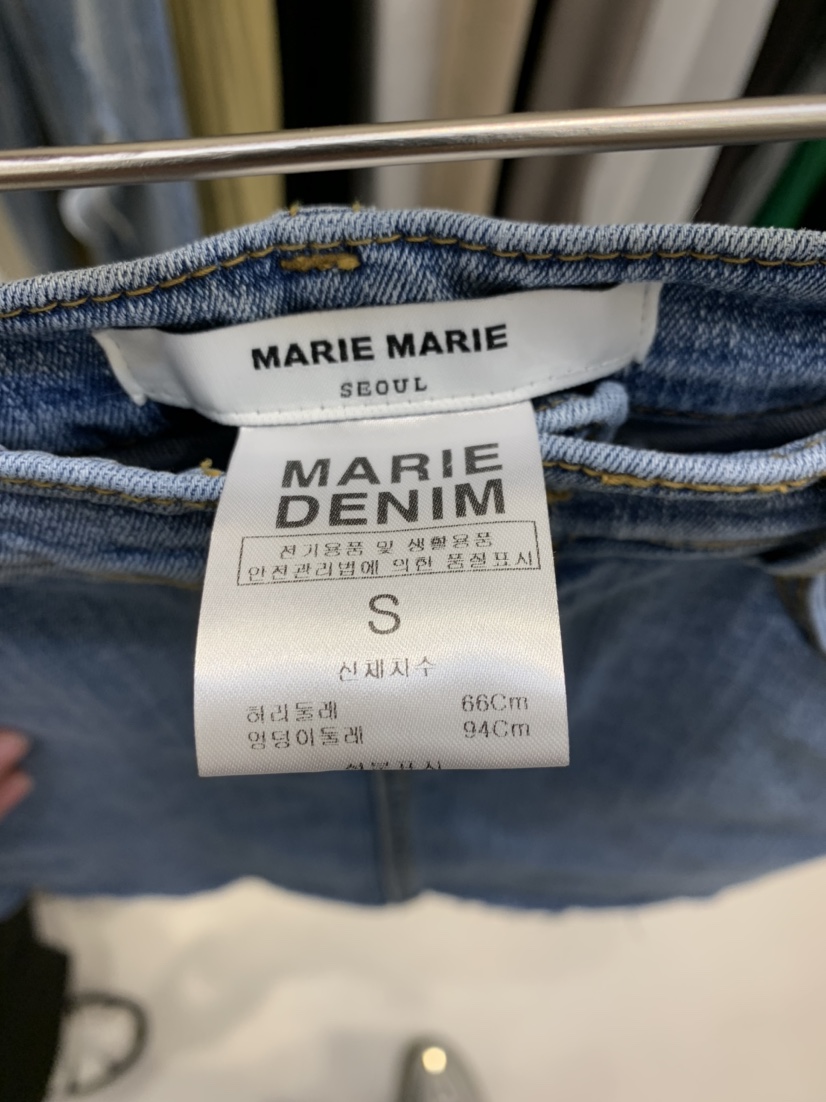 MARIE MARIE
SEOUL
MARIE
DENIM
전기용품 및 생활용품
안전관리법에 의한 품질표시
S
신체치수
허리둘레 66Cm
엉덩이둘레 94Cm